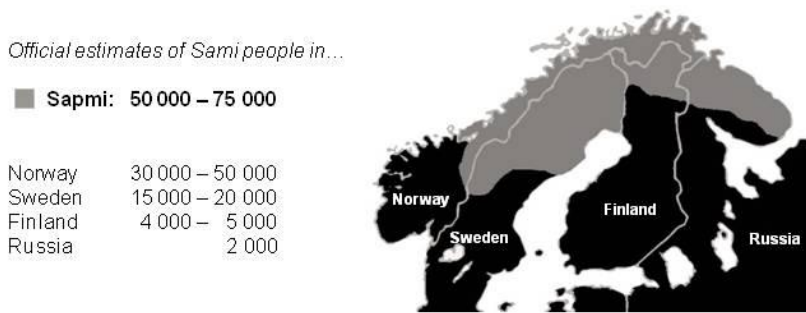 Official estimates of Sami people in...
Sapmi: 50 000 – 75 000
Norway 30 000 – 50 000
Sweden 15 000 – 20 000
Finland 4 000 – 5 000
Russia 2 000
Norway
Sweden
Finland
Russia